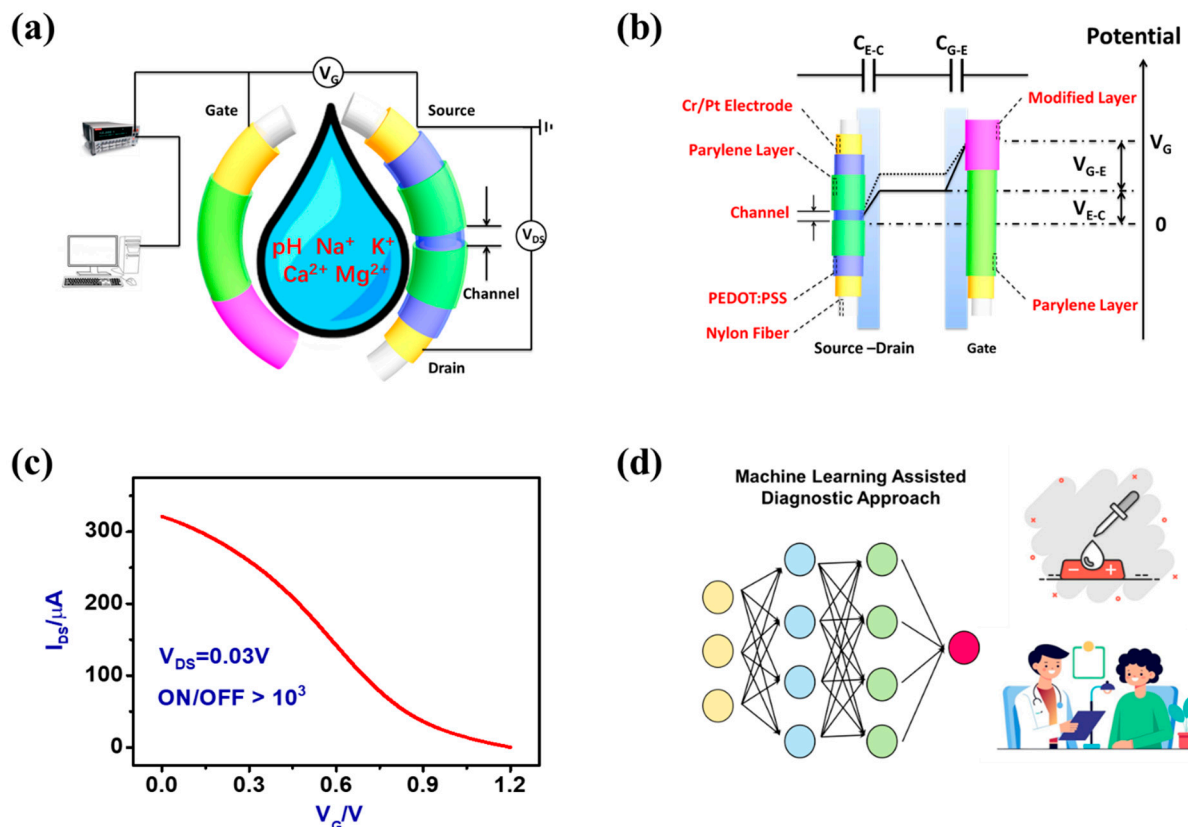 (a)
V_G
Gate
Source
V_DS
pH Na⁺ K⁺
Ca²⁺ Mg²⁺
Channel
Drain
(b)
C_E-C
C_G-E
Potential
Cr/Pt Electrode
Modified Layer
Parylene Layer
V_G
V_G-E
Channel
V_E-C
0
PEDOT:PSS
Parylene Layer
Nylon Fiber
Source –Drain
Gate
(c)
I_DS/μA
300
200
100
0
V_DS=0.03V
ON/OFF > 10³
0.0
0.3
0.6
0.9
1.2
V_G/V
(d)
Machine Learning Assisted
Diagnostic Approach
− +